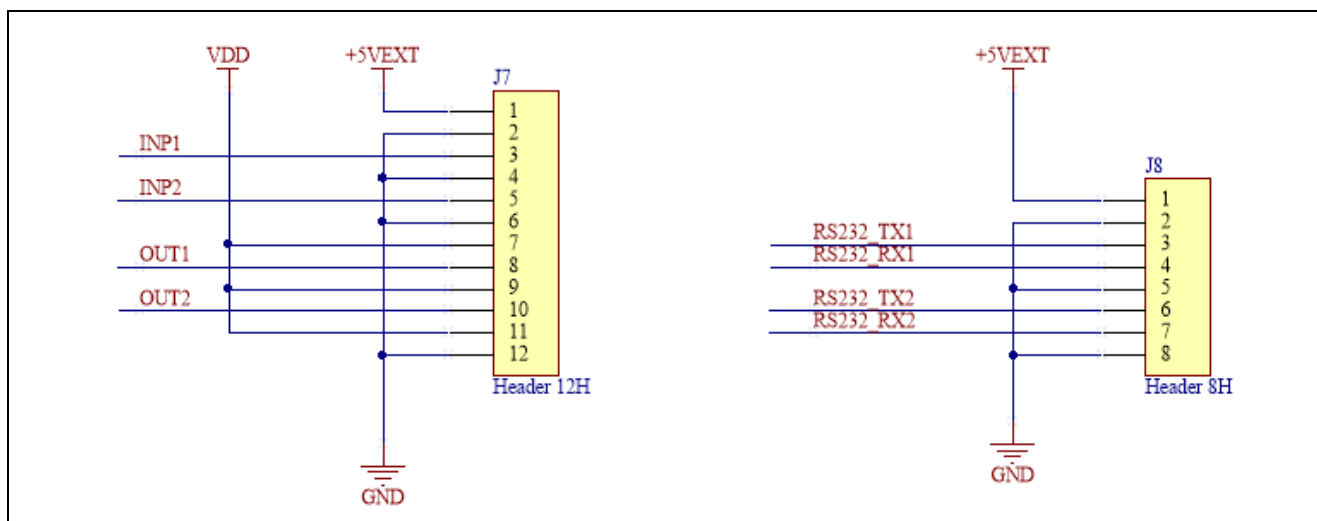 VDD
+5VEXT
J7
1
2
INP1
3
4
INP2
5
6
7
OUT1
8
9
OUT2
10
11
12
Header 12H
GND
+5VEXT
J8
1
2
RS232_TX1
3
RS232_RX1
4
5
RS232_TX2
6
RS232_RX2
7
8
Header 8H
GND